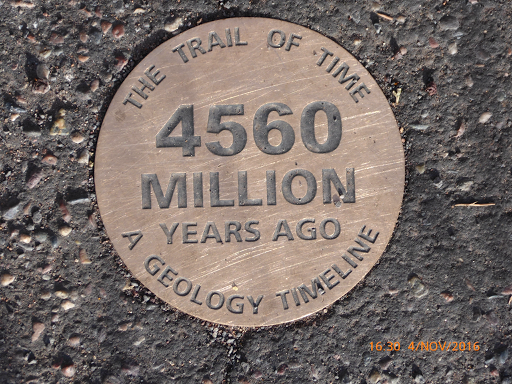 THE TRAIL OF TIME
4560
MILLION
YEARS AGO
A GEOLOGY TIMELINE
16:30 4/NOV/2016